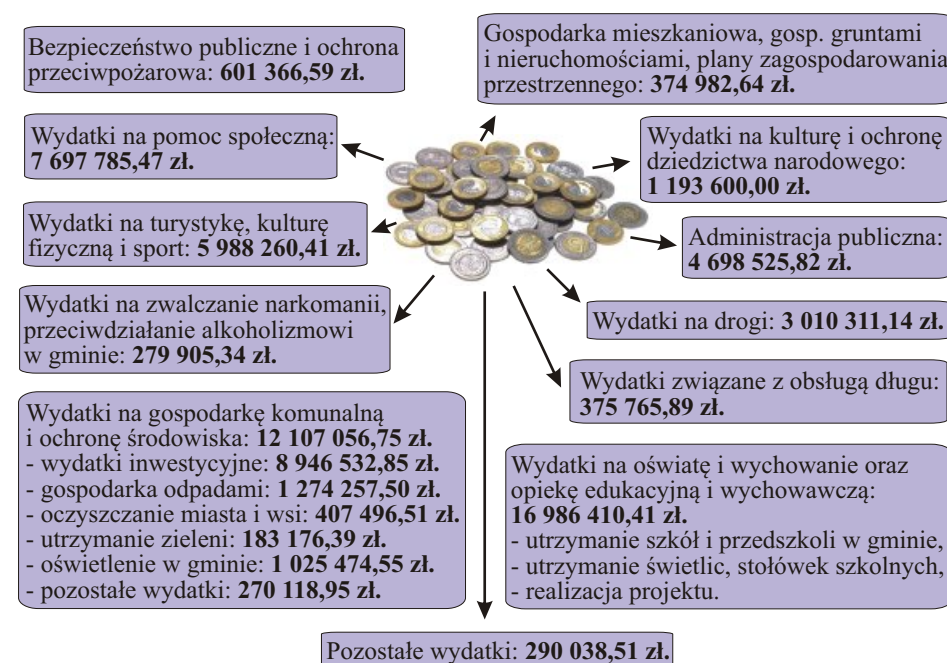 Bezpieczeństwo publiczne i ochrona
przeciwpożarowa: 601 366,59 zł.
Gospodarka mieszkaniowa, gosp. gruntami
i nieruchomościami, plany zagospodarowania
przestrzennego: 374 982,64 zł.
Wydatki na pomoc społeczną:
7 697 785,47 zł.
Wydatki na kulturę i ochronę
dziedzictwa narodowego:
1 193 600,00 zł.
Wydatki na turystykę, kulturę
fizyczną i sport: 5 988 260,41 zł.
Administracja publiczna:
4 698 525,82 zł.
Wydatki na zwalczanie narkomanii,
przeciwdziałanie alkoholizmowi
w gminie: 279 905,34 zł.
Wydatki na drogi: 3 010 311,14 zł.
Wydatki związane z obsługą długu:
375 765,89 zł.
Wydatki na gospodarkę komunalną
i ochronę środowiska: 12 107 056,75 zł.
- wydatki inwestycyjne: 8 946 532,85 zł.
- gospodarka odpadami: 1 274 257,50 zł.
- oczyszczanie miasta i wsi: 407 496,51 zł.
- utrzymanie zieleni: 183 176,39 zł.
- oświetlenie w gminie: 1 025 474,55 zł.
- pozostałe wydatki: 270 118,95 zł.
Wydatki na oświatę i wychowanie oraz
opiekę edukacyjną i wychowawczą:
16 986 410,41 zł.
- utrzymanie szkół i przedszkoli w gminie,
- utrzymanie świetlic, stołówek szkolnych,
- realizacja projektu.
Pozostałe wydatki: 290 038,51 zł.